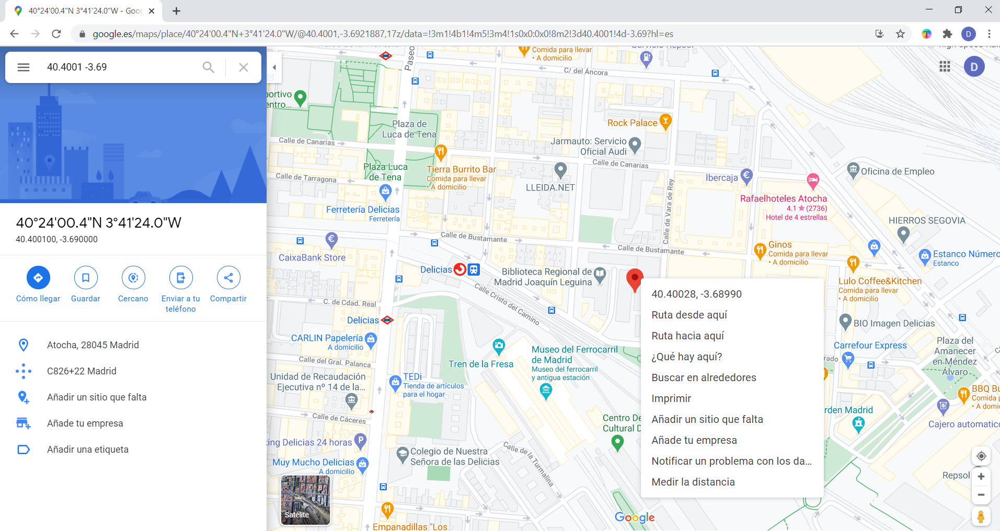 40°24'00.4"N 3°41'24.0"W - Goo
google.es/maps/place/40°24'00.4"N+3°41'24.0"W/@40.4001,-3.6921887,17z/data=!3m1!4b1!4m5!3m4!1s0x0:0x0!8m2!3d40.4001!4d-3.69?hl=es
D
40.4001 -3.69
40°24'00.4"N 3°41'24.0"W
40.400100, -3.690000
Cómo llegar
Guardar
Cercano
Enviar a tu
teléfono
Compartir
Atocha, 28045 Madrid
C826+22 Madrid
Añadir un sitio que falta
Añade tu empresa
Añadir una etiqueta
Paseo
Comida para llevar
• A domicilio
Servicio Repsol
C/ del Áncora
D
portivo
entro...
Plaza de
Luca de Tena
Rock Palace
Calle de Canarias
Jarmauto: Servicio
Oficial Audi
Calle de Canarias
Plaza Luca
de Tena
Tierra Burrito Bar
Comida para llevar
• A domicilio
Calle de Tarragona
LLEIDA.NET
Ibercaja
Oficina de Empleo
Calle de Vara de Rey
Rafaelhoteles Atocha
4.1 ★ (2736)
Hotel de 4 estrellas
Ferretería Delicias
Ferretería
HIERROS SEGOVIA
Calle de Bustamante
Calle de Bustamante
Ginos
Comida para llevar
• A domicilio
CaixaBank Store
Estanco Número
Estanco
Delicias
Biblioteca Regional de
Madrid Joaquín Leguina
Lulo Coffee&Kitchen
Comida para llevar
• A domicilio
Calle Cristo del Camino
C. de Cdad. Real
Delicias
BIO Imagen Delicias
CARLIN Papelería
A domicilio
Carrefour Express
Plaza del
Amanecer
en Méndez
Álvaro
Museo del Ferrocarril
de Madrid
Museo del ferrocarril
y antigua estación
Tren de la Fresa
Calle del Gral. Palanca
rado
Unidad de Recaudación
Ejecutiva nº 14 de la...
TEDi
Tienda de artículos
para el hogar
BBQ Bu
Comida p
• A domi
rden Madrid
Calle de Cáceres
Centro De
Cultural D
Cajero automatic
king Delicias 24 horas
P
Calle de la Turmalina
Colegio de Nuestra
Señora de las Delicias
Muy Mucho Delicias
A domicilio
Repsol
Satélite
Google
Empanadillas "Los
40.40028, -3.68990
Ruta desde aquí
Ruta hacia aquí
¿Qué hay aquí?
Buscar en alrededores
Imprimir
Añadir un sitio que falta
Añade tu empresa
Notificar un problema con los da...
Medir la distancia